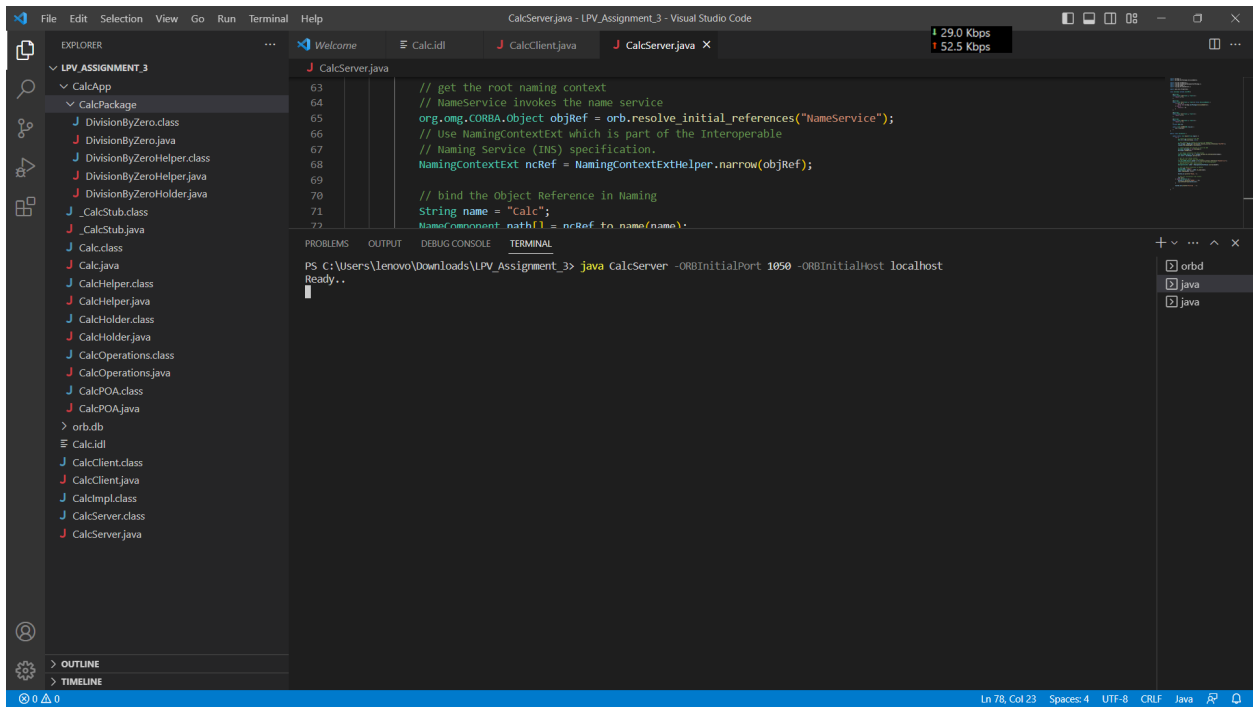 File Edit Selection View Go Run Terminal Help
CalcServer.java - LPV_Assignment_3 - Visual Studio Code
29.0 Kbps
52.5 Kbps
EXPLORER
Welcome
Calc.idl
CalcClient.java
CalcServer.java
LPV_ASSIGNMENT_3
CalcApp
CalcPackage
DivisionByZero.class
DivisionByZero.java
DivisionByZeroHelper.class
DivisionByZeroHelper.java
DivisionByZeroHolder.java
_CalcStub.class
_CalcStub.java
Calc.class
Calc.java
CalcHelper.class
CalcHelper.java
CalcHolder.class
CalcHolder.java
CalcOperations.class
CalcOperations.java
CalcPOA.class
CalcPOA.java
orb.db
Calc.idl
CalcClient.class
CalcClient.java
CalcImpl.class
CalcServer.class
CalcServer.java
OUTLINE
TIMELINE
CalcServer.java
63 // get the root naming context
64 // NameService invokes the name service
65 org.omg.CORBA.Object objRef = orb.resolve_initial_references("NameService");
66 // Use NamingContextExt which is part of the Interoperable
67 // Naming Service (INS) specification.
68 NamingContextExt ncRef = NamingContextExtHelper.narrow(objRef);
69
70 // bind the Object Reference in Naming
71 String name = "Calc";
72 NameComponent path[] = ncRef.to_name(name);
PROBLEMS OUTPUT DEBUG CONSOLE TERMINAL
PS C:\Users\lenovo\Downloads\LPV_Assignment_3> java CalcServer -ORBInitialPort 1050 -ORBInitialHost localhost
Ready..
orbd
java
java
0 0
Ln 78, Col 23 Spaces: 4 UTF-8 CRLF Java